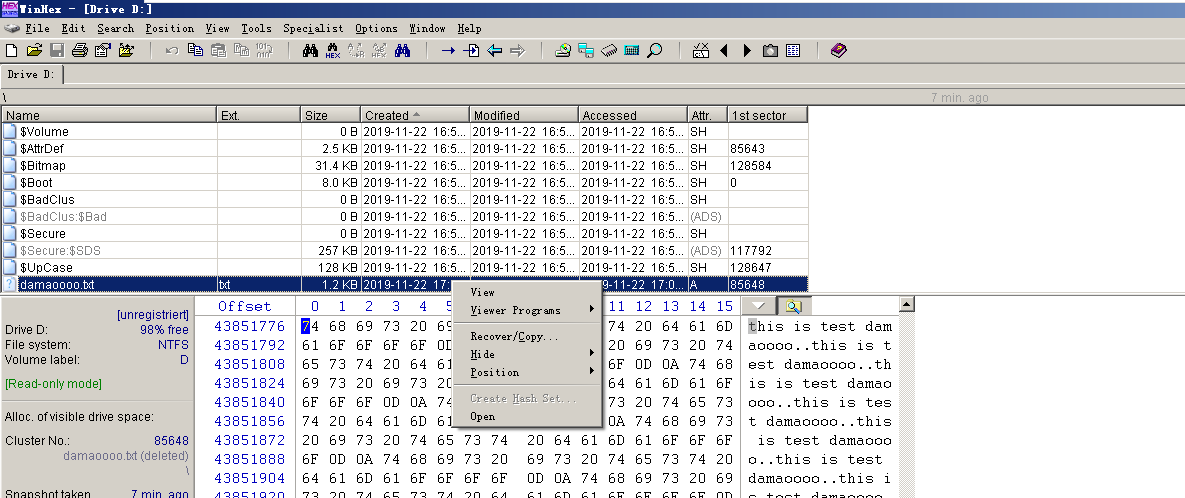 WinHex - [Drive D:]
File Edit Search Position View Tools Specialist Options Window Help
Drive D:
\ 7 min. ago
Name Ext. Size Created Modified Accessed Attr. 1st sector
$Volume 0 B 2019-11-22 16:5... 2019-11-22 16:5... 2019-11-22 16:5... SH
$AttrDef 2.5 KB 2019-11-22 16:5... 2019-11-22 16:5... 2019-11-22 16:5... SH 85643
$Bitmap 31.4 KB 2019-11-22 16:5... 2019-11-22 16:5... 2019-11-22 16:5... SH 128584
$Boot 8.0 KB 2019-11-22 16:5... 2019-11-22 16:5... 2019-11-22 16:5... SH 0
$BadClus 0 B 2019-11-22 16:5... 2019-11-22 16:5... 2019-11-22 16:5... SH
$BadClus:$Bad 0 B 2019-11-22 16:5... 2019-11-22 16:5... 2019-11-22 16:5... (ADS)
$Secure 0 B 2019-11-22 16:5... 2019-11-22 16:5... 2019-11-22 16:5... SH
$Secure:$SDS 257 KB 2019-11-22 16:5... 2019-11-22 16:5... 2019-11-22 16:5... (ADS) 117792
$UpCase 128 KB 2019-11-22 16:5... 2019-11-22 16:5... 2019-11-22 16:5... SH 128647
damaoooo.txt txt 1.2 KB 2019-11-22 17:0... A 85648
View
Viewer Programs
Recover/Copy...
Hide
Position
Create Hash Set...
Open
[unregistriert]
Drive D: 98% free
File system: NTFS
Volume label: D
[Read-only mode]
Alloc. of visible drive space:
Cluster No.: 85648
damaoooo.txt (deleted)
\
Snapshot taken 7 min. ago
Offset 0 1 2 3 4 5 11 12 13 14 15
43851776 74 68 69 73 20 69 74 20 64 61 6D this is test dam
43851792 61 6F 6F 6F 6F 0D 20 69 73 20 74 aoooo..this is t
43851808 65 73 74 20 64 61 6F 0D 0A 74 68 est damaoooo..th
43851824 69 73 20 69 73 20 64 61 6D 61 6F is is test damao
43851840 6F 6F 6F 0D 0A 74 73 20 74 65 73 ooo..this is tes
43851856 74 20 64 61 6D 61 0A 74 68 69 73 t damaoooo..this
43851872 20 69 73 20 74 65 73 74 20 64 61 6D 61 6F 6F 6F is test damaooo
43851888 6F 0D 0A 74 68 69 73 20 69 73 20 74 65 73 74 20 o..this is test
43851904 64 61 6D 61 6F 6F 6F 6F 0D 0A 74 68 69 73 20 69 damaoooo..this i
43851920 73 20 74 65 73 74 20 64 61 6D 61 6F 6F 6F 6F 0D s test damaoooo.